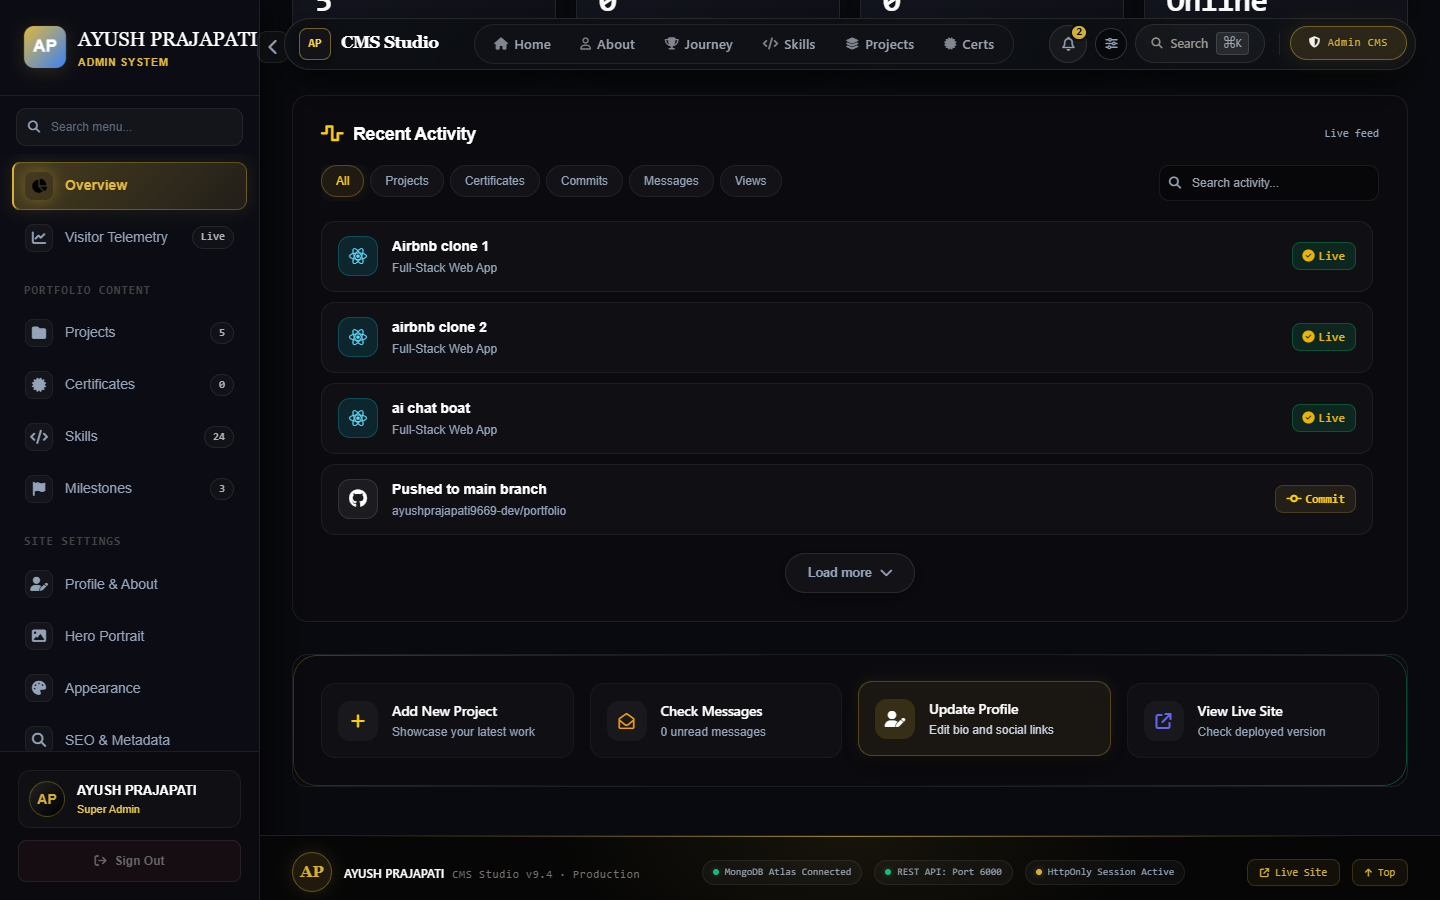 AP
AYUSH PRAJAPATI
ADMIN SYSTEM
Search menu...
Overview
Visitor Telemetry
Live
PORTFOLIO CONTENT
Projects
5
Certificates
0
Skills
24
Milestones
3
SITE SETTINGS
Profile & About
Hero Portrait
Appearance
SEO & Metadata
AP
AYUSH PRAJAPATI
Super Admin
Sign Out
5
0
0
Online
AP
CMS Studio
Home
About
Journey
Skills
Projects
Certs
2
Search
⌘K
Admin CMS
Recent Activity
Live feed
All
Projects
Certificates
Commits
Messages
Views
Search activity...
Airbnb clone 1
Full-Stack Web App
Live
airbnb clone 2
Full-Stack Web App
Live
ai chat boat
Full-Stack Web App
Live
Pushed to main branch
ayushprajapati9669-dev/portfolio
Commit
Load more
Add New Project
Showcase your latest work
Check Messages
0 unread messages
Update Profile
Edit bio and social links
View Live Site
Check deployed version
AP
AYUSH PRAJAPATI
CMS Studio v9.4 · Production
MongoDB Atlas Connected
REST API: Port 6000
HttpOnly Session Active
Live Site
Top